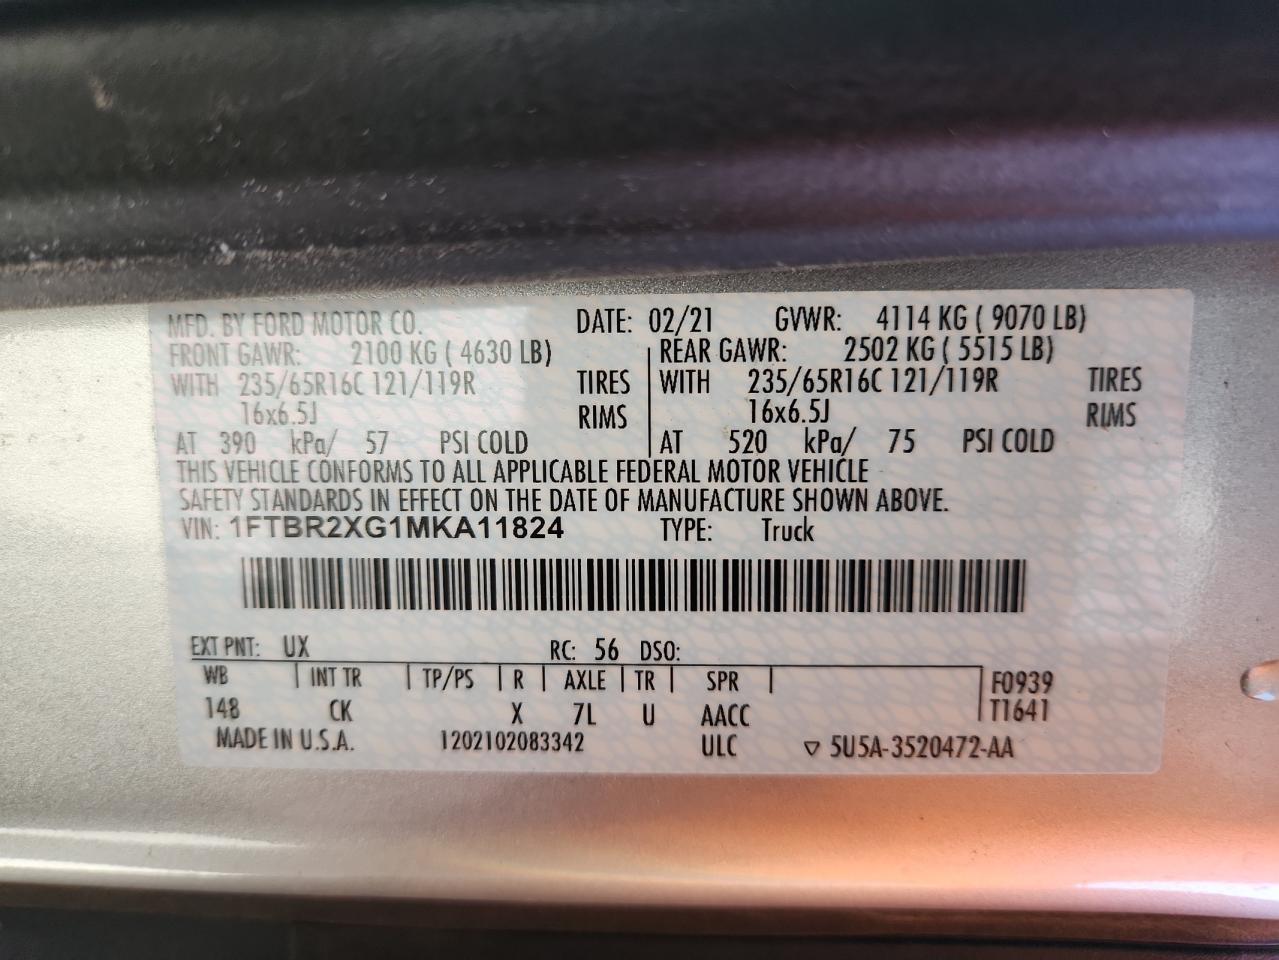 MFD. BY FORD MOTOR CO. DATE: 02/21 GVWR: 4114 KG ( 9070 LB)
FRONT GAWR: 2100 KG ( 4630 LB) REAR GAWR: 2502 KG ( 5515 LB)
WITH 235/65R16C 121/119R TIRES WITH 235/65R16C 121/119R TIRES
16x6.5J RIMS 16x6.5J RIMS
AT 390 kPa/ 57 PSI COLD AT 520 kPa/ 75 PSI COLD
THIS VEHICLE CONFORMS TO ALL APPLICABLE FEDERAL MOTOR VEHICLE
SAFETY STANDARDS IN EFFECT ON THE DATE OF MANUFACTURE SHOWN ABOVE.
VIN: 1FTBR2XG1MKA11824 TYPE: Truck
EXT PNT: UX RC: 56 DSO:
WB INT TR TP/PS R AXLE TR SPR F0939
148 CK X 7L U AACC T1641
MADE IN U.S.A. 1202102083342 ULC ▽ 5U5A-3520472-AA